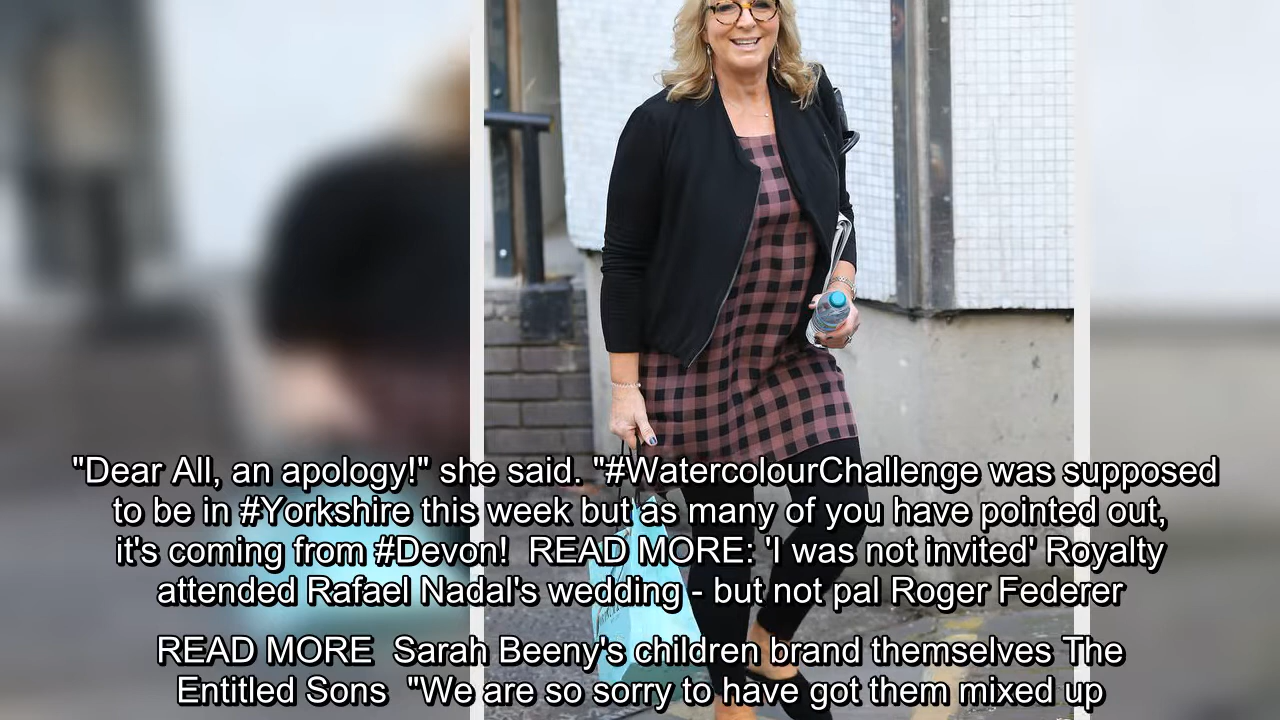 "Dear All, an apology!" she said. "#WatercolourChallenge was supposed
to be in #Yorkshire this week but as many of you have pointed out,
it's coming from #Devon!  READ MORE: 'I was not invited' Royalty
attended Rafael Nadal's wedding - but not pal Roger Federer
READ MORE  Sarah Beeny's children brand themselves The
Entitled Sons  "We are so sorry to have got them mixed up